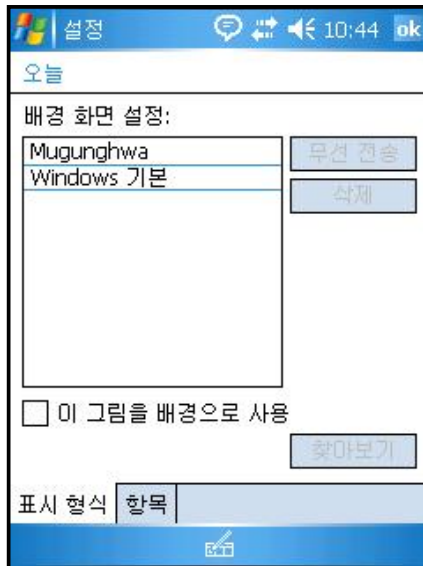 설정 10:44 ok
오늘
배경 화면 설정:
Mugunghwa
Windows 기본
무선 전송
삭제
이 그림을 배경으로 사용
찾아보기
표시 형식 항목